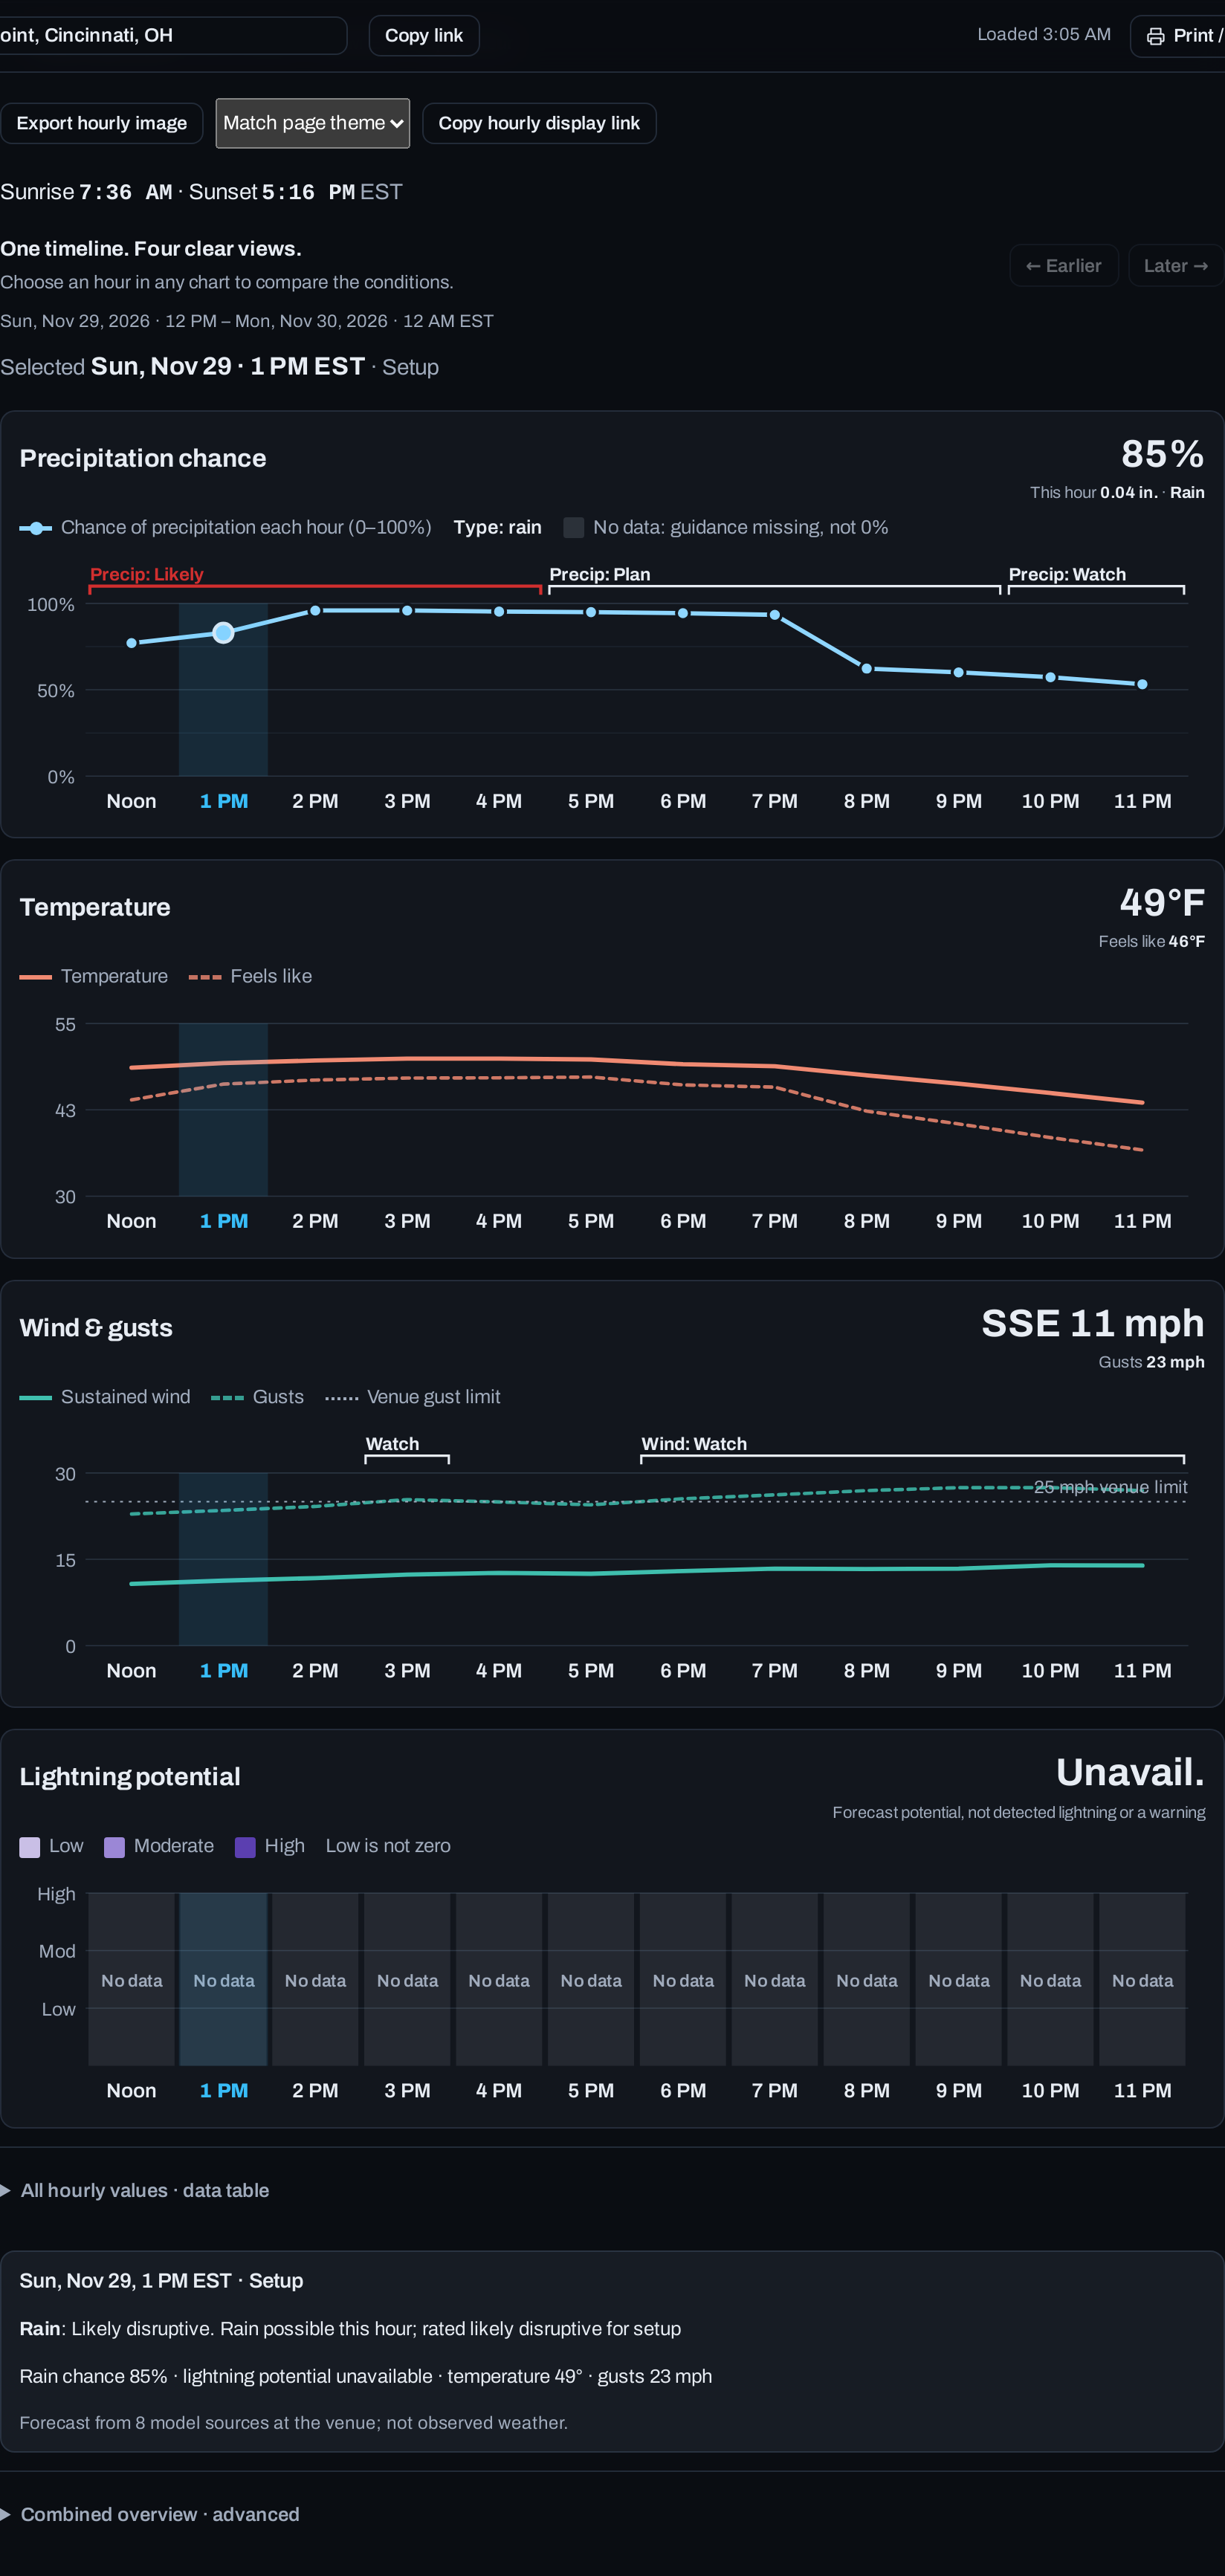 oint, Cincinnati, OH Copy link Loaded 3:05 AM Print /
Export hourly image Match page theme Copy hourly display link
Sunrise 7:36 AM · Sunset 5:16 PM EST
One timeline. Four clear views.
← Earlier Later →
Choose an hour in any chart to compare the conditions.
Sun, Nov 29, 2026 · 12 PM – Mon, Nov 30, 2026 · 12 AM EST
Selected Sun, Nov 29 · 1 PM EST · Setup
Precipitation chance 85%
This hour 0.04 in. · Rain
Chance of precipitation each hour (0–100%) Type: rain No data: guidance missing, not 0%
Precip: Likely Precip: Plan Precip: Watch
100%
50%
0%
Noon 1 PM 2 PM 3 PM 4 PM 5 PM 6 PM 7 PM 8 PM 9 PM 10 PM 11 PM
Temperature 49°F
Feels like 46°F
Temperature Feels like
55
43
30
Noon 1 PM 2 PM 3 PM 4 PM 5 PM 6 PM 7 PM 8 PM 9 PM 10 PM 11 PM
Wind & gusts SSE 11 mph
Gusts 23 mph
Sustained wind Gusts Venue gust limit
Watch Wind: Watch
30
25 mph venue limit
15
0
Noon 1 PM 2 PM 3 PM 4 PM 5 PM 6 PM 7 PM 8 PM 9 PM 10 PM 11 PM
Lightning potential Unavail.
Forecast potential, not detected lightning or a warning
Low Moderate High Low is not zero
High
Mod
No data No data No data No data No data No data No data No data No data No data No data No data
Low
Noon 1 PM 2 PM 3 PM 4 PM 5 PM 6 PM 7 PM 8 PM 9 PM 10 PM 11 PM
All hourly values · data table
Sun, Nov 29, 1 PM EST · Setup
Rain: Likely disruptive. Rain possible this hour; rated likely disruptive for setup
Rain chance 85% · lightning potential unavailable · temperature 49° · gusts 23 mph
Forecast from 8 model sources at the venue; not observed weather.
Combined overview · advanced